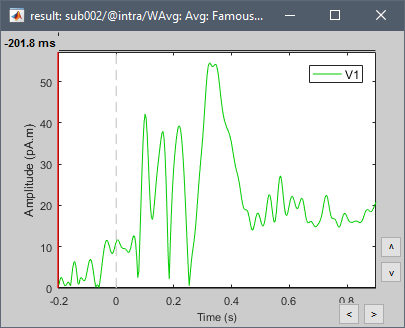 result: sub002/@intra/WAvg: Avg: Famous...
-201.8 ms
V1
50
40
30
20
10
0
Amplitude (pA.m)
-0.2 0 0.2 0.4 0.6 0.8
Time (s)